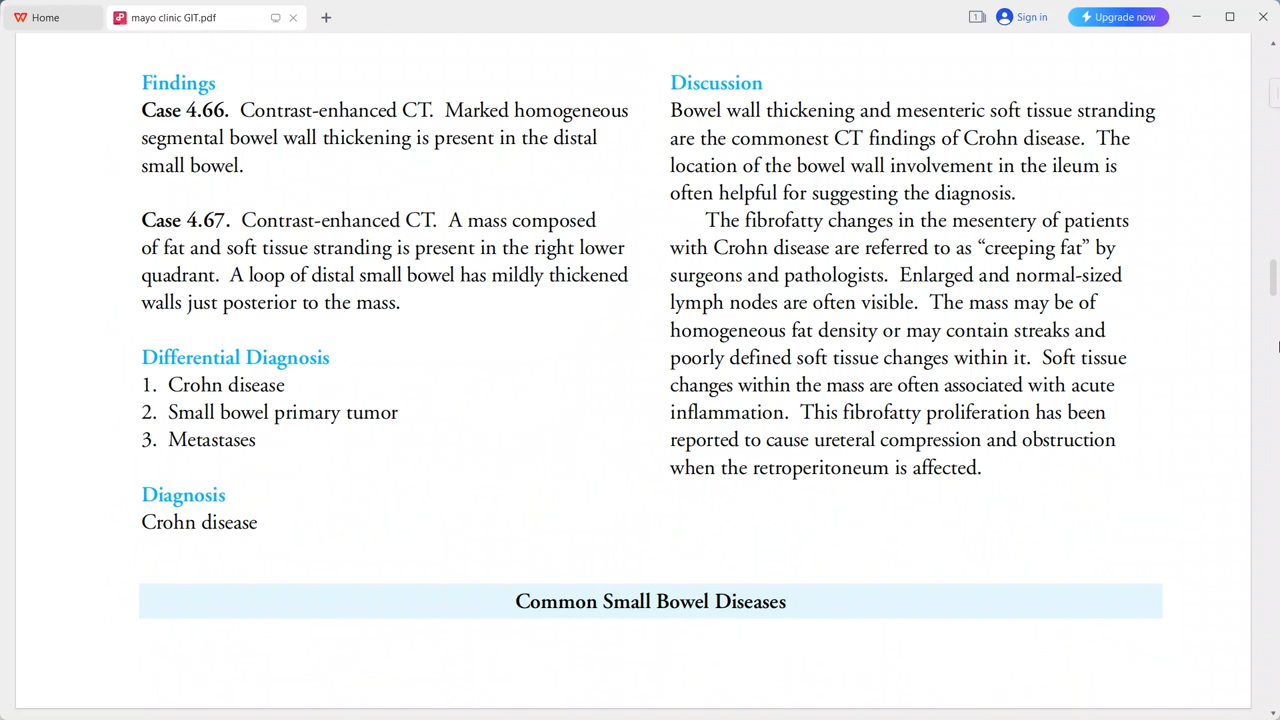 Home
mayo clinic GIT.pdf
1
Sign in
Upgrade now
Findings
Case 4.66. Contrast-enhanced CT. Marked homogeneous
segmental bowel wall thickening is present in the distal
small bowel.
Case 4.67. Contrast-enhanced CT. A mass composed
of fat and soft tissue stranding is present in the right lower
quadrant. A loop of distal small bowel has mildly thickened
walls just posterior to the mass.
Differential Diagnosis
1. Crohn disease
2. Small bowel primary tumor
3. Metastases
Diagnosis
Crohn disease
Discussion
Bowel wall thickening and mesenteric soft tissue stranding
are the commonest CT findings of Crohn disease. The
location of the bowel wall involvement in the ileum is
often helpful for suggesting the diagnosis.
The fibrofatty changes in the mesentery of patients
with Crohn disease are referred to as “creeping fat” by
surgeons and pathologists. Enlarged and normal-sized
lymph nodes are often visible. The mass may be of
homogeneous fat density or may contain streaks and
poorly defined soft tissue changes within it. Soft tissue
changes within the mass are often associated with acute
inflammation. This fibrofatty proliferation has been
reported to cause ureteral compression and obstruction
when the retroperitoneum is affected.
Common Small Bowel Diseases